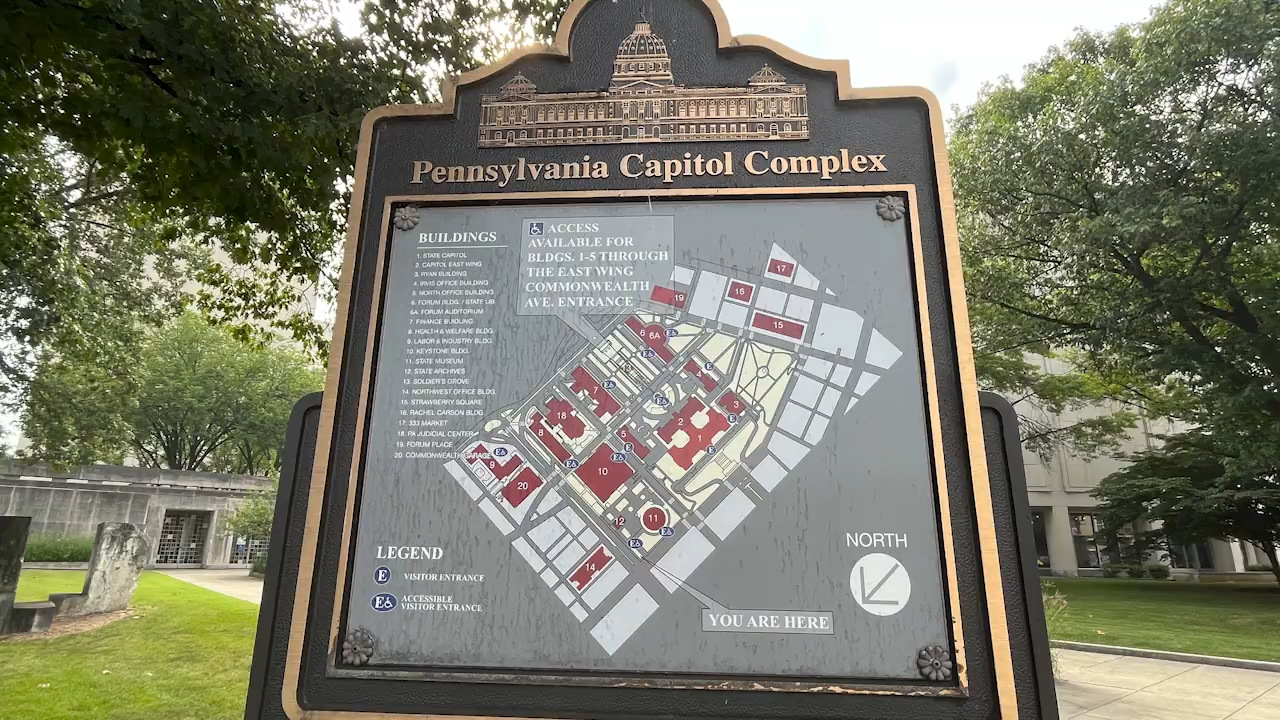 Pennsylvania Capitol Complex
BUILDINGS
1. STATE CAPITOL
2. CAPITOL EAST WING
3. RYAN BUILDING
4. IRVIS OFFICE BUILDING
5. NORTH OFFICE BUILDING
6. FORUM BLDG. / STATE LIB.
6A. FORUM AUDITORIUM
7. FINANCE BUILDING
8. HEALTH & WELFARE BLDG.
9. LABOR & INDUSTRY BLDG.
10. KEYSTONE BLDG.
11. STATE MUSEUM
12. STATE ARCHIVES
13. SOLDIER'S GROVE
14. NORTHWEST OFFICE BLDG.
15. STRAWBERRY SQUARE
16. RACHEL CARSON BLDG.
17. 333 MARKET
18. PA JUDICIAL CENTER
19. FORUM PLACE
20. COMMONWEALTH GARAGE
ACCESS
AVAILABLE FOR
BLDGS. 1-5 THROUGH
THE EAST WING
COMMONWEALTH
AVE. ENTRANCE
17
19
16
15
6 6A
E
7
3
18
2
1
8
5
9
10
20
12
11
14
LEGEND
E VISITOR ENTRANCE
E ACCESSIBLE
VISITOR ENTRANCE
YOU ARE HERE
NORTH